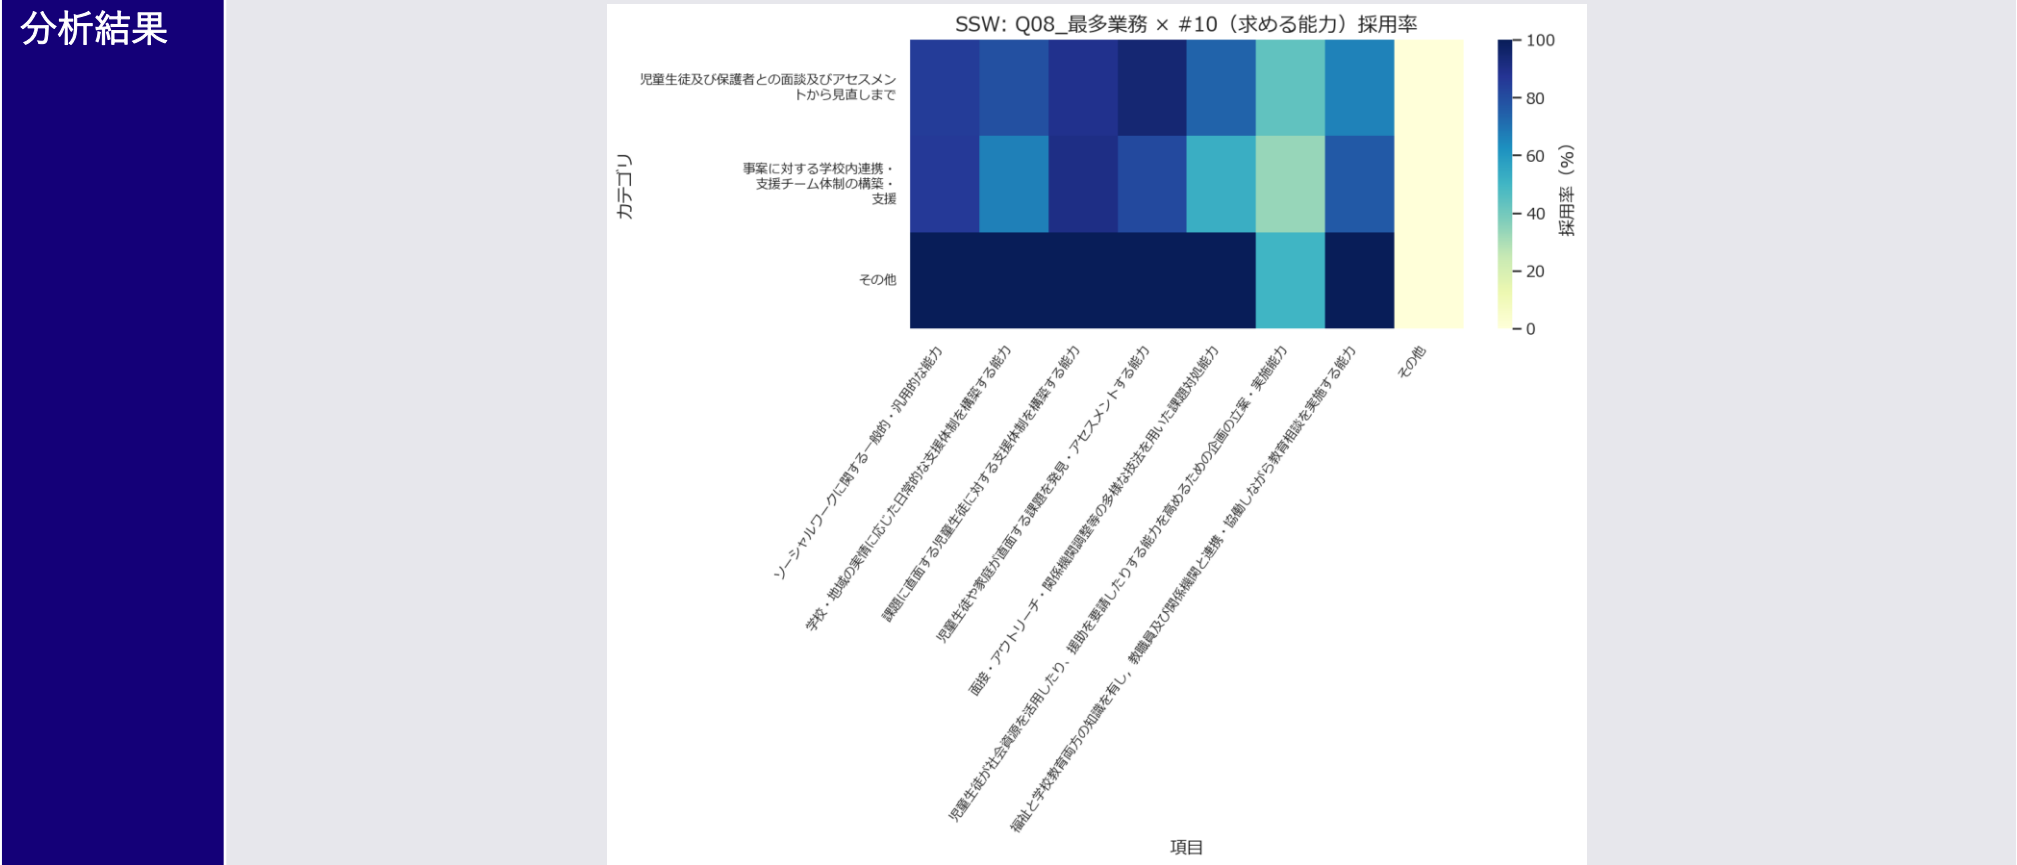 分析結果
SSW: Q08_最多業務 × #10（求める能力）採用率
カテゴリ
児童生徒及び保護者との面談及びアセスメン
トから見直しまで
事案に対する学校内連携・
支援チーム体制の構築・
支援
その他
100
80
60
40
20
0
採用率（%）
ソーシャルワークに関する一般的・汎用的な能力
学校・地域の実情に応じた日常的な支援体制を構築する能力
課題に直面する児童生徒に対する支援体制を構築する能力
児童生徒や家庭が直面する課題を発見・アセスメントする能力
面接・アウトリーチ・関係機関調整等の多様な技法を用いた課題対処能力
児童生徒が社会資源を活用したり、援助を要請したりする能力を高めるための企画の立案・実施能力
福祉と学校教育両方の知識を有し，教職員及び関係機関と連携・協働しながら教育相談を実施する能力
その他
項目